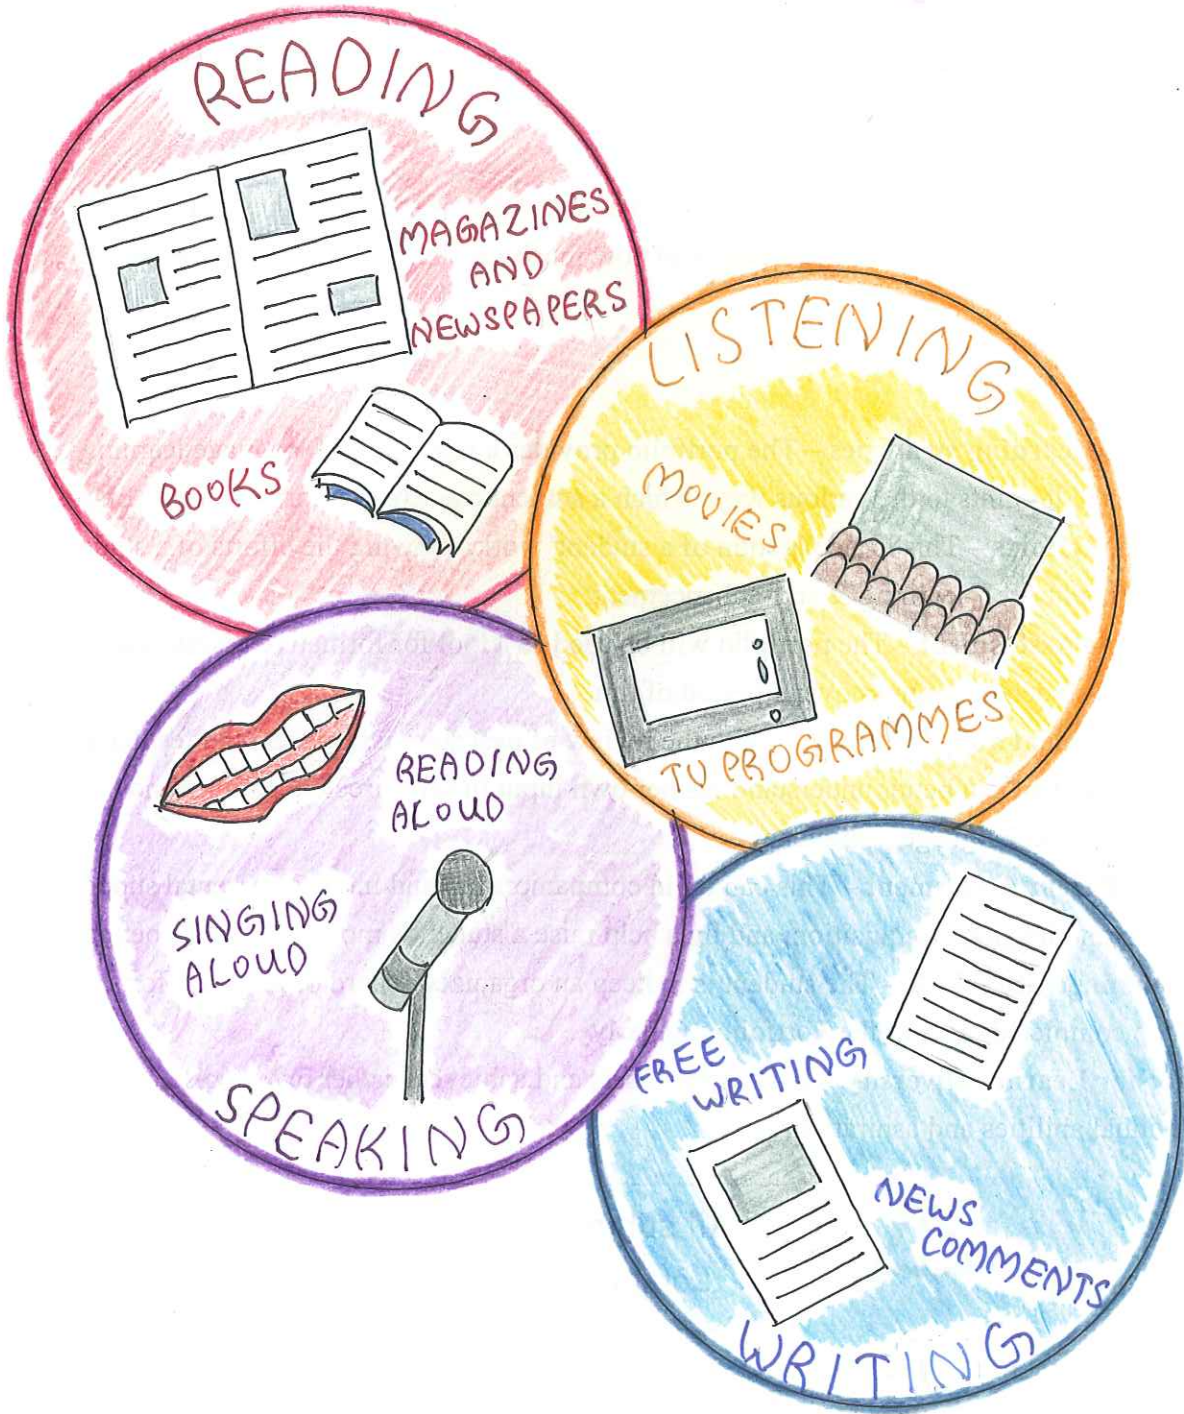 READING
MAGAZINES
AND
NEWSPAPERS
BOOKS
LISTENING
MOVIES
TV PROGRAMMES
READING
ALOUD
SINGING
ALOUD
SPEAKING
FREE
WRITING
NEWS
COMMENTS
WRITING